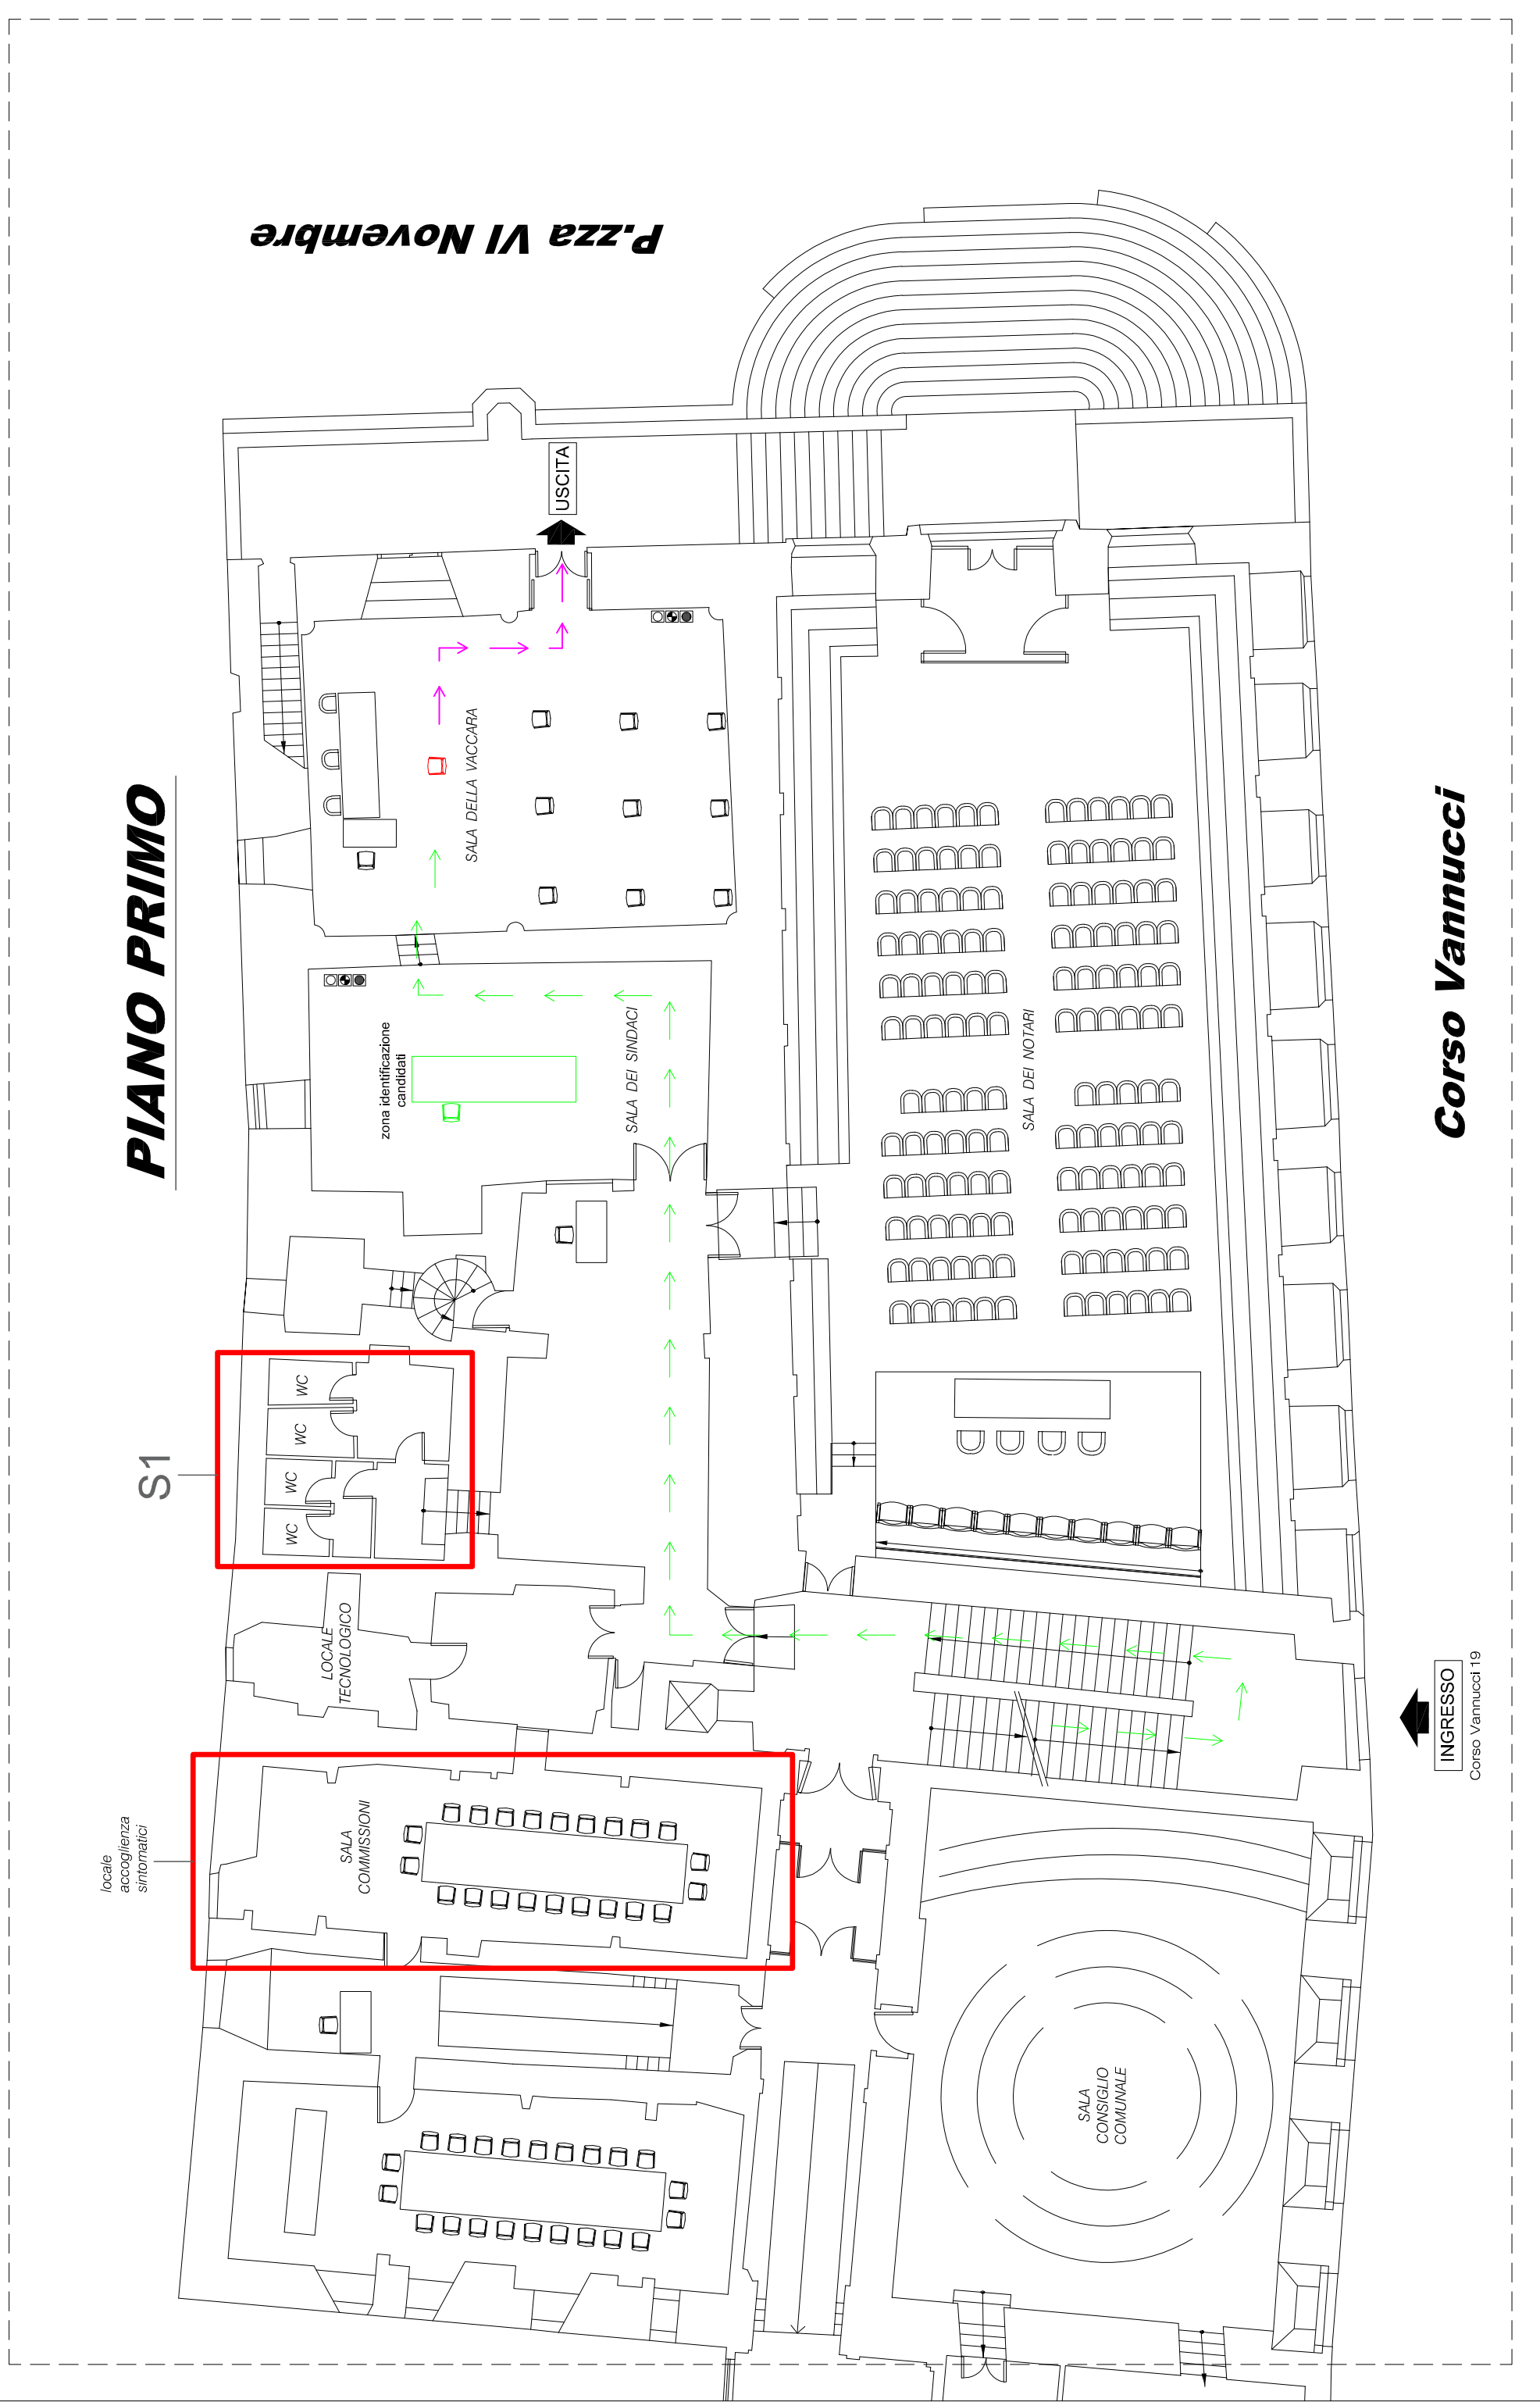 P.zza VI Novembre
USCITA
PIANO PRIMO
SALA DELLA VACCARA
zona identificazione
candidati
SALA DEI SINDACI
SALA DEI NOTARI
Corso Vannucci
S1
WC
WC
WC
WC
LOCALE
TECNOLOGICO
INGRESSO
Corso Vannucci 19
locale
accoglienza
sintomatici
SALA
COMMISSIONI
SALA
CONSIGLIO
COMUNALE